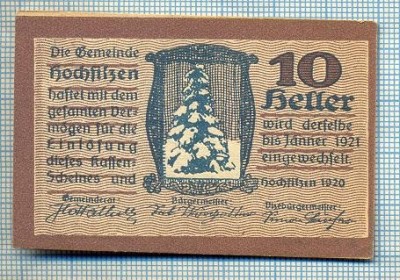 Die Gemeinde
Hochfilzen
haftet mit dem
gesamten Ver-
mögen für die
Einlösung
dieses Kassen-
Scheines und
10
Heller
wird derselbe
bis Jänner 1921
eingewechselt.
Hochfilzen 1920
Gemeinderat
Bürgermeister
Vizebürgermeister